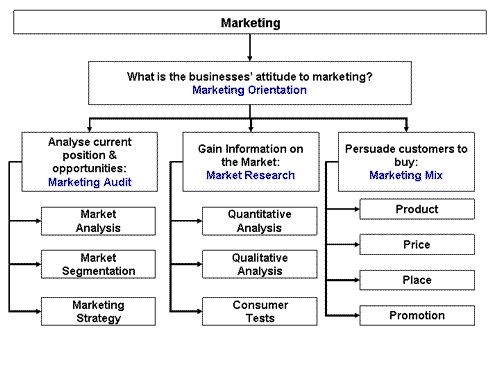 Marketing
What is the businesses' attitude to marketing?
Marketing Orientation
Analyse current
position &
opportunities:
Marketing Audit
Gain Information on
the Market:
Market Research
Persuade customers to
buy:
Marketing Mix
Market
Analysis
Market
Segmentation
Marketing
Strategy
Quantitative
Analysis
Qualitative
Analysis
Consumer
Tests
Product
Price
Place
Promotion